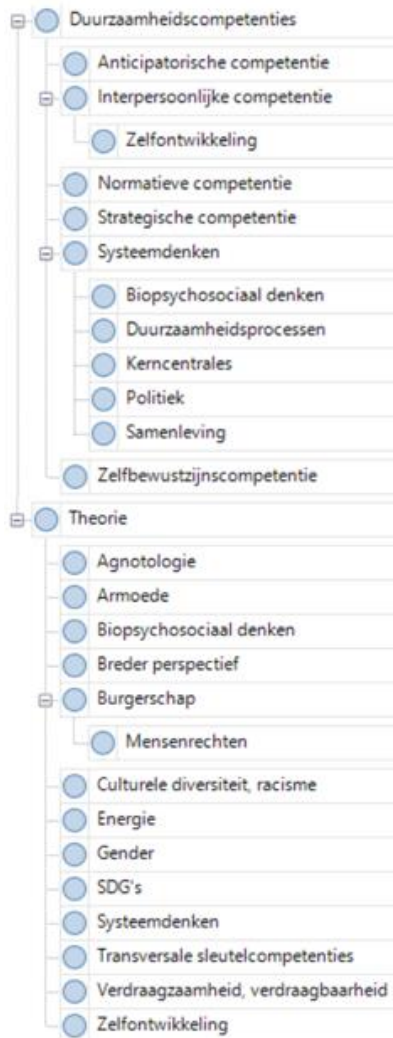 Duurzaamheidscompetenties
Anticipatorische competentie
Interpersoonlijke competentie
Zelfontwikkeling
Normatieve competentie
Strategische competentie
Systeemdenken
Biopsychosociaal denken
Duurzaamheidsprocessen
Kerncentrales
Politiek
Samenleving
Zelfbewustzijnscompetentie
Theorie
Agnotologie
Armoede
Biopsychosociaal denken
Breder perspectief
Burgerschap
Mensenrechten
Culturele diversiteit, racisme
Energie
Gender
SDG's
Systeemdenken
Transversale sleutelcompetenties
Verdraagzaamheid, verdraagbaarheid
Zelfontwikkeling